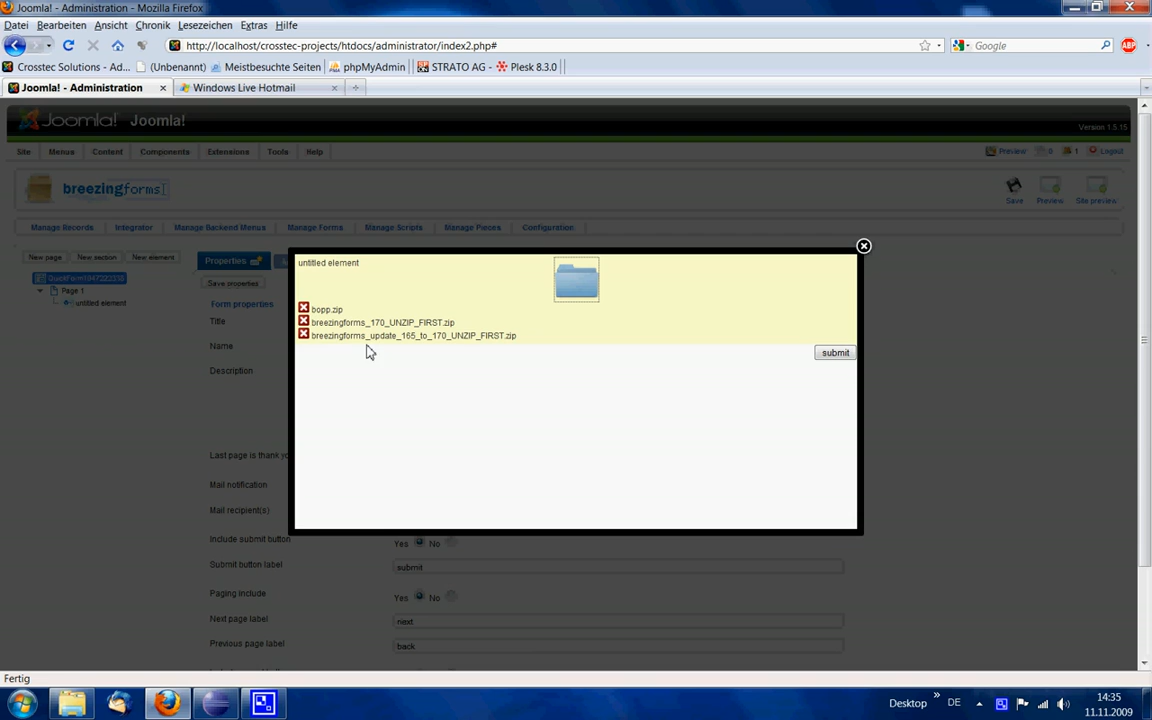 Joomla! - Administration - Mozilla Firefox
Datei Bearbeiten Ansicht Chronik Lesezeichen Extras Hilfe
http://localhost/crosstec-projects/htdocs/administrator/index2.php#
Google
ABP
Crosstec Solutions - Ad... (Unbenannt) Meistbesuchte Seiten phpMyAdmin STRATO AG - Plesk 8.3.0
Joomla! - Administration Windows Live Hotmail
Joomla! Joomla!
Version 1.5.15
Site Menus Content Components Extensions Tools Help
Preview 0 1 Logout
breezingforms
Save Preview Site preview
Manage Records Integrator Manage Backend Menus Manage Forms Manage Scripts Manage Pieces Configuration
New page New section New element
Properties
Page 1
untitled element
Save properties
Form properties
Title
Name
Description
untitled element
bopp.zip
breezingforms_170_UNZIP_FIRST.zip
breezingforms_update_165_to_170_UNZIP_FIRST.zip
submit
Last page is thank yo
Mail notification
Mail recipient(s)
Include submit button Yes No
Submit button label submit
Paging include Yes No
Next page label next
Previous page label back
Fertig
Desktop » DE 14:35
11.11.2009